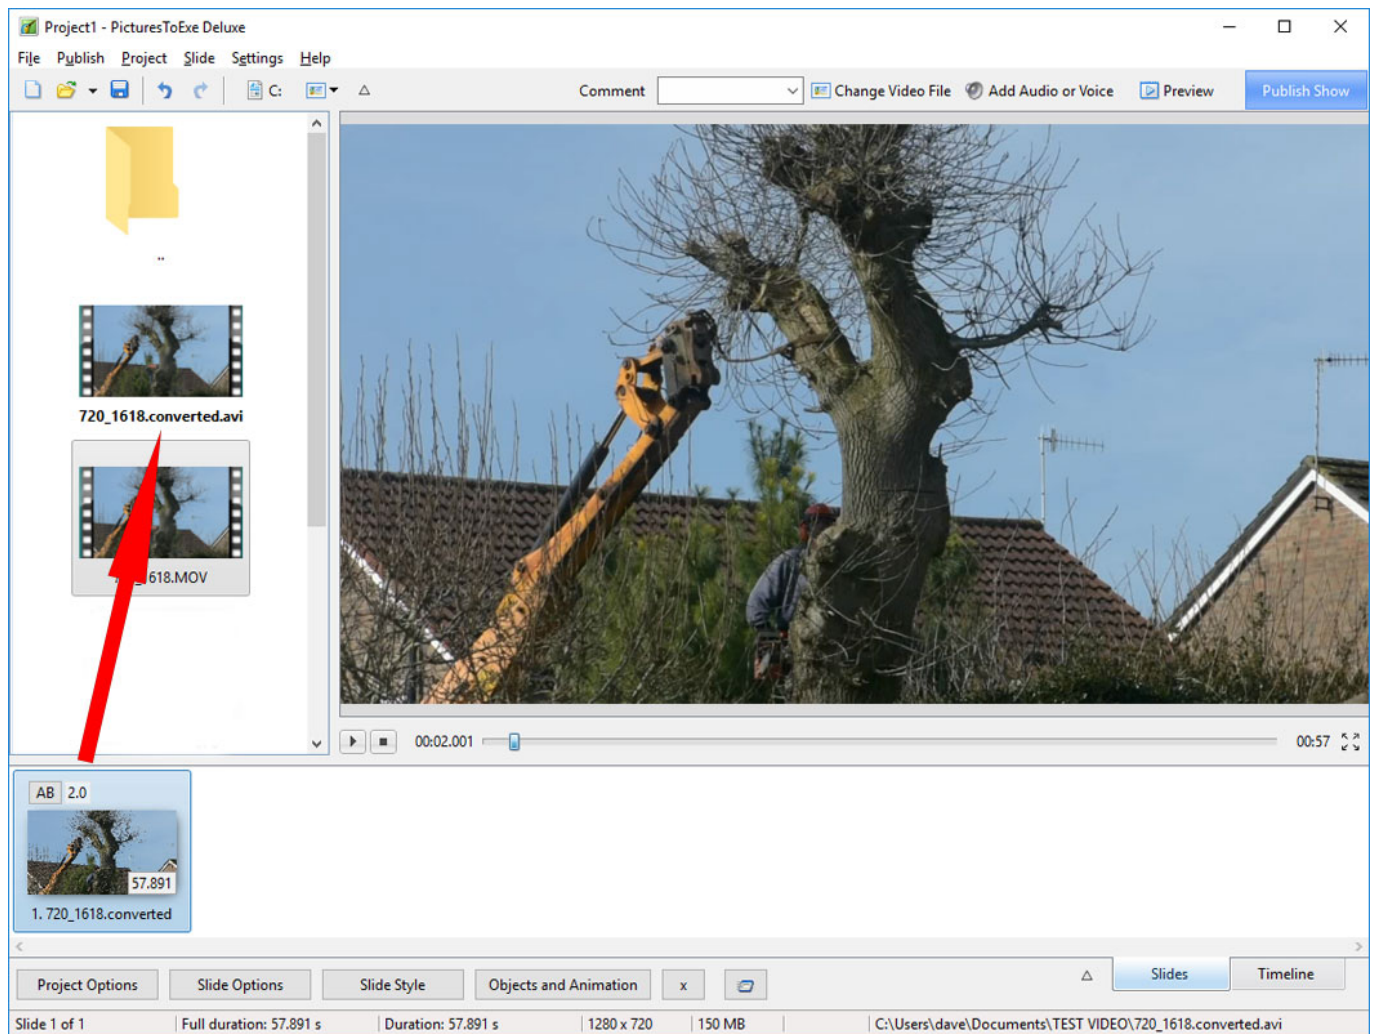 Project1 - PicturesToExe Deluxe
File Publish Project Slide Settings Help
C: Comment Change Video File Add Audio or Voice Preview Publish Show
..
720_1618.converted.avi
618.MOV
00:02.001 00:57
AB 2.0
57.891
1. 720_1618.converted
Project Options Slide Options Slide Style Objects and Animation x Slides Timeline
Slide 1 of 1 Full duration: 57.891 s Duration: 57.891 s 1280 x 720 150 MB C:\Users\dave\Documents\TEST VIDEO\720_1618.converted.avi